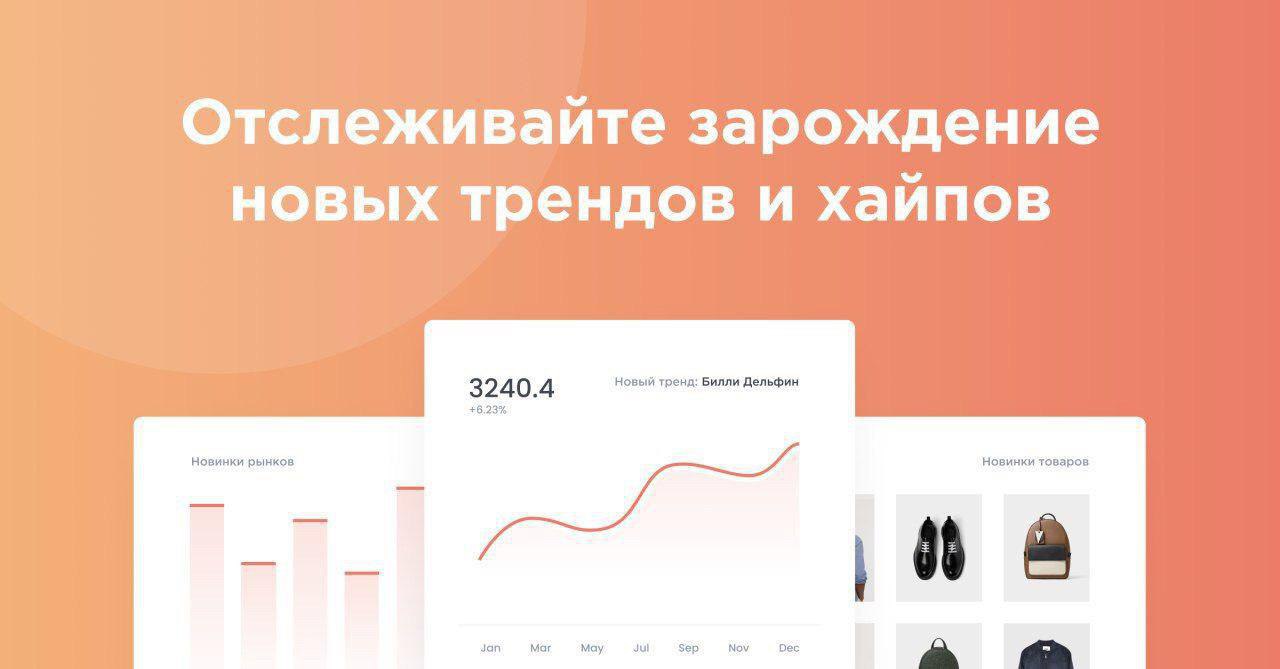 Отслеживайте зарождение
новых трендов и хайпов
3240.4
+6.23%
Новый тренд: Билли Дельфин
Новинки рынков
Новинки товаров
Jan Mar May Jul Sep Nov Dec